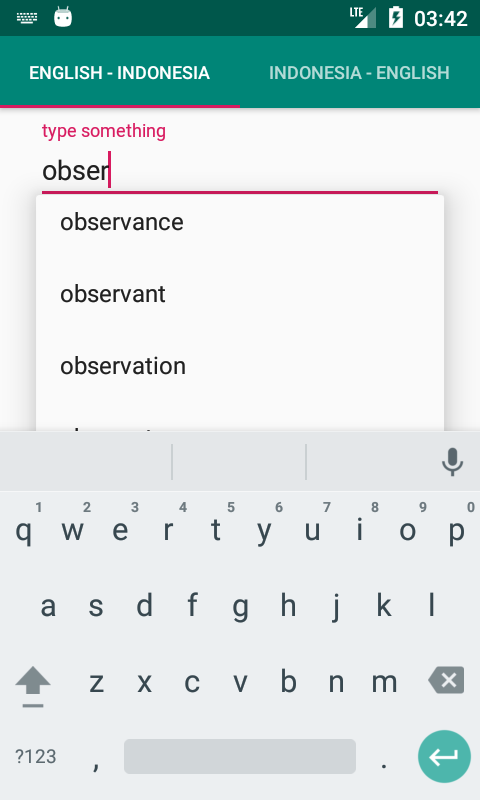 LTE 03:42
ENGLISH - INDONESIA INDONESIA - ENGLISH
type something
obser
observance
observant
observation
1 2 3 4 5 6 7 8 9 0
q w e r t y u i o p
a s d f g h j k l
z x c v b n m
?123 , .